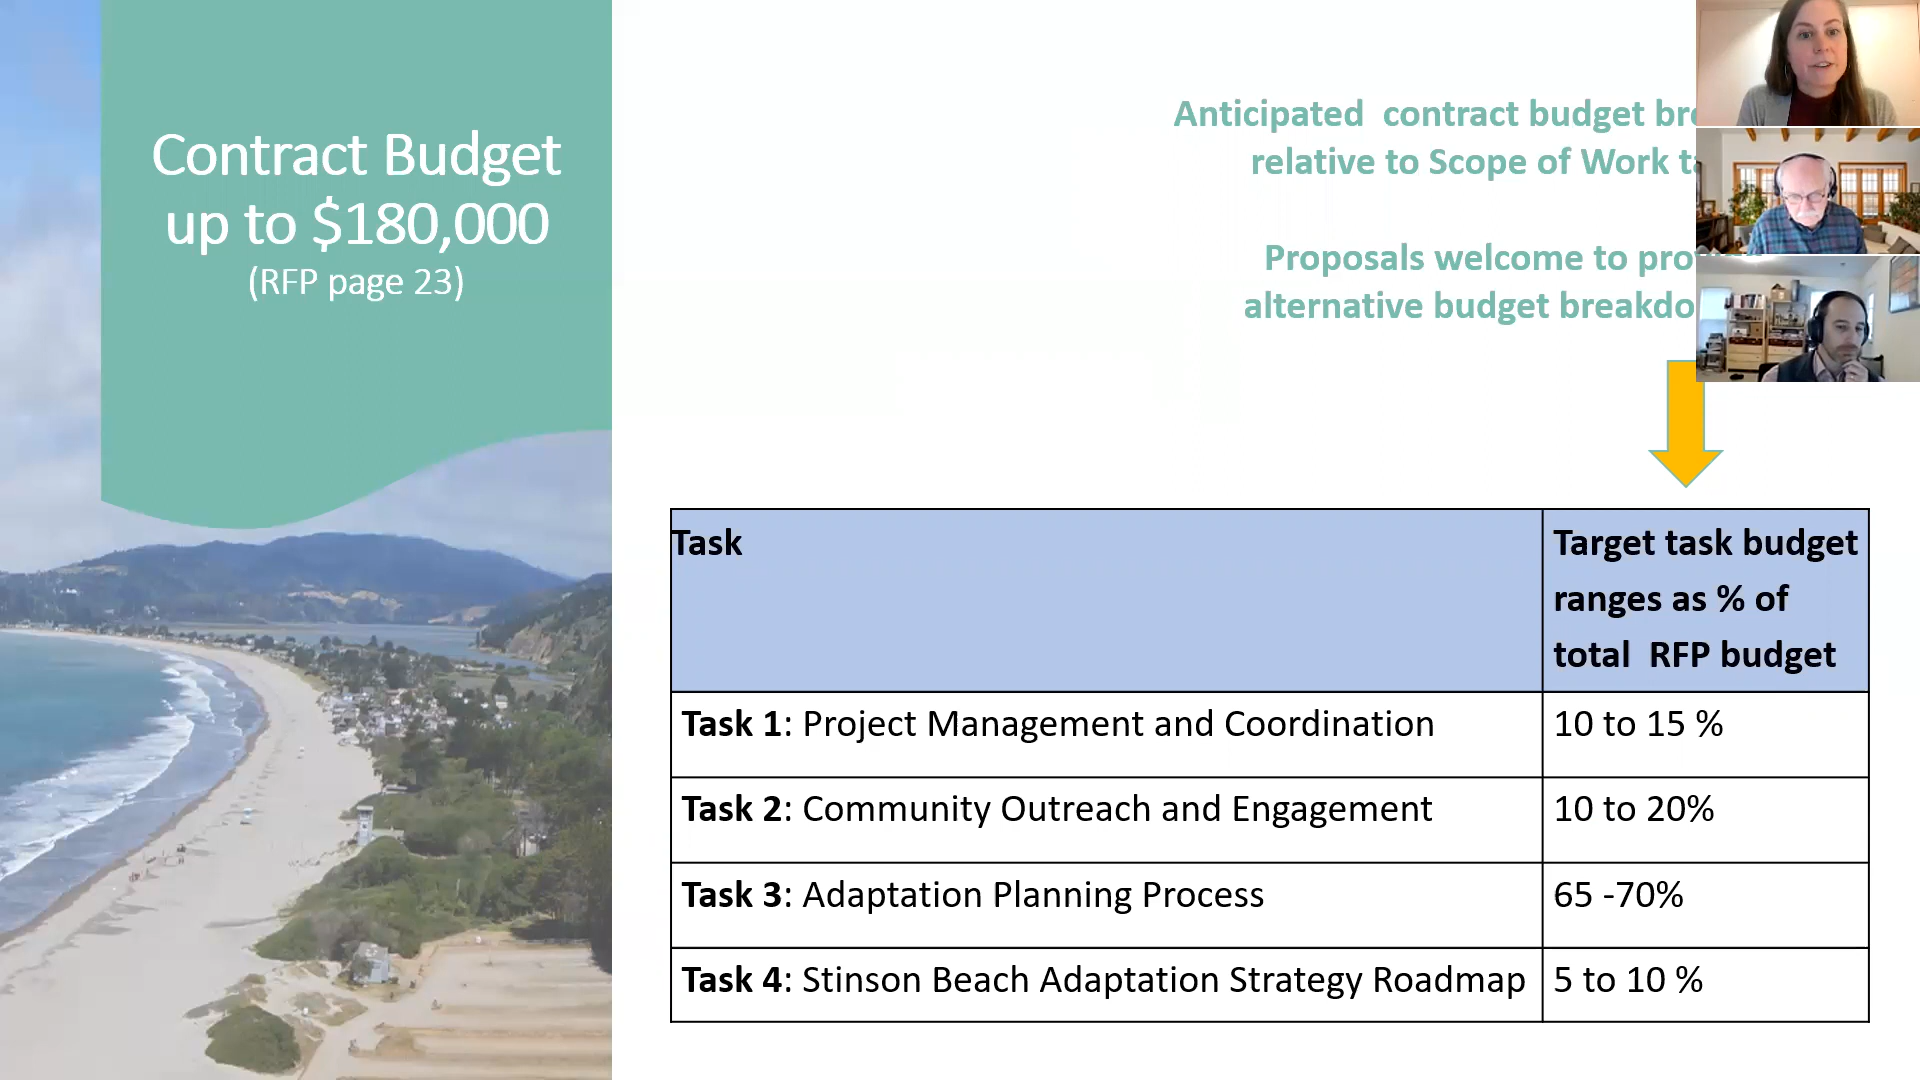 Contract Budget
up to $180,000
(RFP page 23)
Anticipated contract budget
relative to Scope of Work
Proposals welcome to
alternative budget
Task
Target task budget
ranges as % of
total RFP budget
Task 1: Project Management and Coordination
10 to 15 %
Task 2: Community Outreach and Engagement
10 to 20%
Task 3: Adaptation Planning Process
65 -70%
Task 4: Stinson Beach Adaptation Strategy Roadmap
5 to 10 %